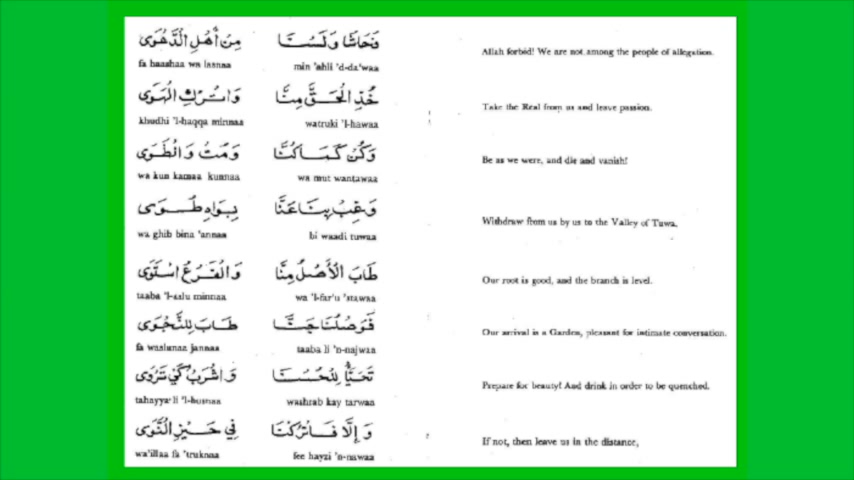 فَحَاشَا وَلَسْنَا مِنْ أَهْلِ الدَّعْوَى
fa haashaa wa lasnaa min 'ahli 'd-da'waa
Allah forbid! We are not among the people of allegation.
خُذِ الْحَقَّ مِنَّا وَاتْرُكِ الْهَوَى
khudhi 'l-haqqa minnaa watruki 'l-hawaa
Take the Real from us and leave passion.
وَكُنْ كَمَا كُنَّا وَمُتْ وَانْطَوَى
wa kun kamaa kunnaa wa mut wantawaa
Be as we were, and die and vanish!
وَغِبْ بِنَا عَنَّا بِوَادِ طُوَى
wa ghib bina 'annaa bi waadi tuwaa
Withdraw from us by us to the Valley of Tuwa.
طَابَ الْأَصْلُ مِنَّا وَالْفَرْعُ اسْتَوَى
taaba 'l-aslu minnaa wa 'l-far'u 'stawaa
Our root is good, and the branch is level.
فَوَصْلُنَا جَنَّا طَابَ لِلنَّجْوَى
fa waslunaa jannaa taaba li 'n-najwaa
Our arrival is a Garden, pleasant for intimate conversation.
تَحَيَّأْ لِلْحُسْنَا وَاشْرَبْ كَيْ تَرْوَى
tahayya' li 'l-husnaa washrab kay tarwaa
Prepare for beauty! And drink in order to be quenched.
وَإِلَّا فَاتْرُكْنَا فِي حَيْزِ النَّوَى
wa'illaa fa 'truknaa fee hayzi 'n-nawaa
If not, then leave us in the distance,